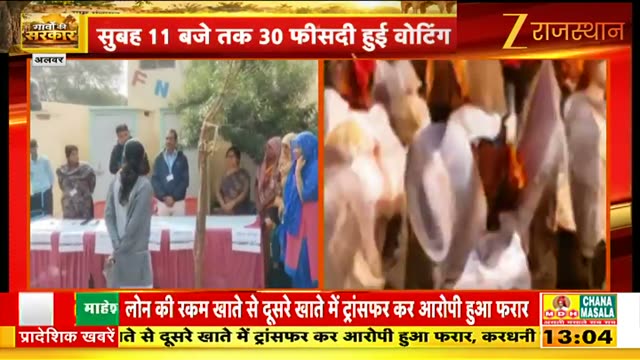 गांवों की
सरकार
सुबह 11 बजे तक 30 फीसदी हुई वोटिंग
Z राजस्थान
अलवर
F N
लोन की रकम खाते से दूसरे खाते में ट्रांसफर कर आरोपी हुआ फरार
MDH
CHANA
MASALA
प्रादेशिक खबरें
से दूसरे खाते में ट्रांसफर कर आरोपी हुआ फरार, करधनी
13:04